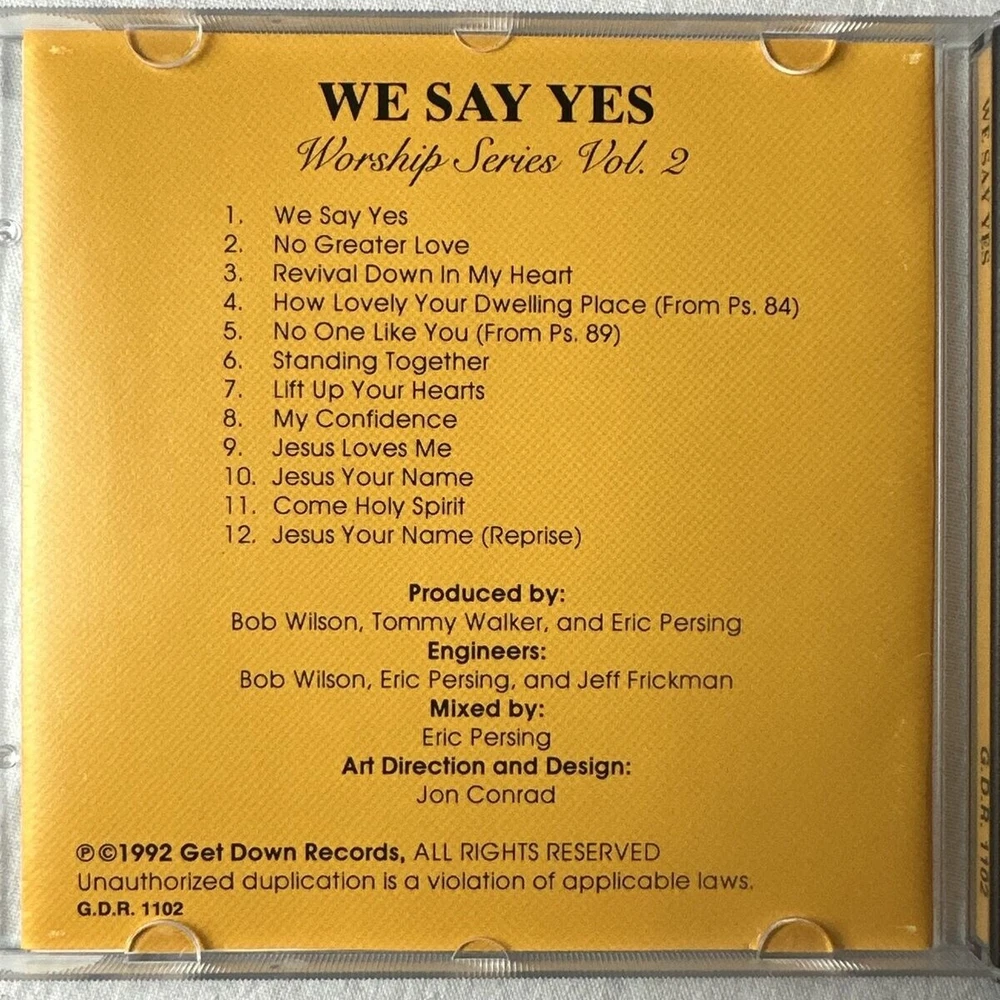 WE SAY YES
Worship Series Vol. 2
1. We Say Yes
2. No Greater Love
3. Revival Down In My Heart
4. How Lovely Your Dwelling Place (From Ps. 84)
5. No One Like You (From Ps. 89)
6. Standing Together
7. Lift Up Your Hearts
8. My Confidence
9. Jesus Loves Me
10. Jesus Your Name
11. Come Holy Spirit
12. Jesus Your Name (Reprise)
Produced by:
Bob Wilson, Tommy Walker, and Eric Persing
Engineers:
Bob Wilson, Eric Persing, and Jeff Frickman
Mixed by:
Eric Persing
Art Direction and Design:
Jon Conrad
℗©1992 Get Down Records, ALL RIGHTS RESERVED
Unauthorized duplication is a violation of applicable laws.
G.D.R. 1102
WE SAY YES
G.D.R. 1102